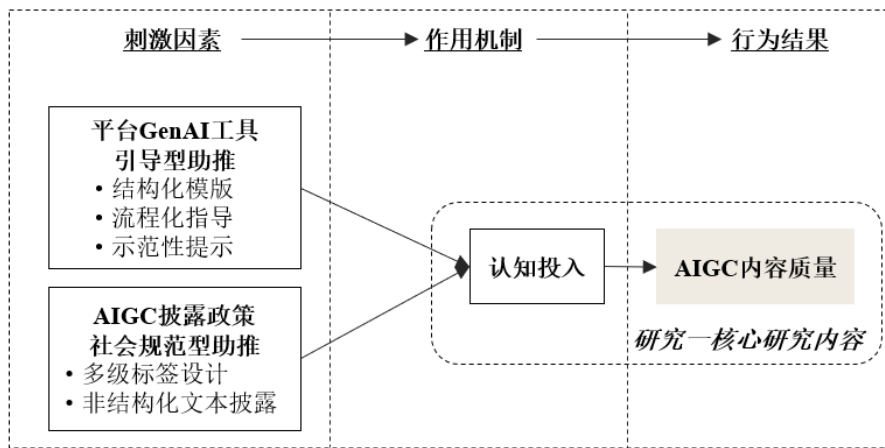 刺激因素
作用机制
行为结果
平台GenAI工具
引导型助推
• 结构化模版
• 流程化指导
• 示范性提示
认知投入
AIGC内容质量
研究一核心研究内容
AIGC披露政策
社会规范型助推
• 多级标签设计
• 非结构化文本披露